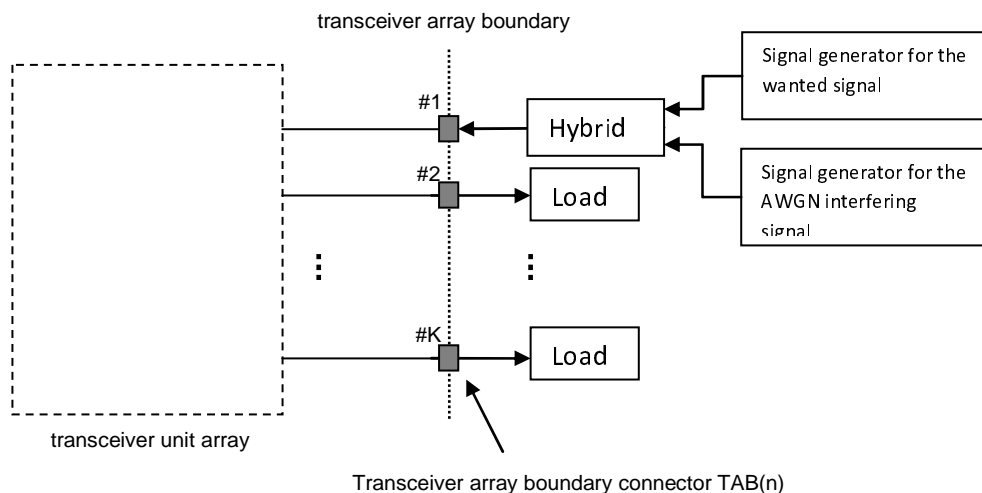 transceiver array boundary
Signal generator for the
wanted signal
#1
Hybrid
Signal generator for the
AWGN interfering
signal
#2
Load
#K
Load
transceiver unit array
Transceiver array boundary connector TAB(n)